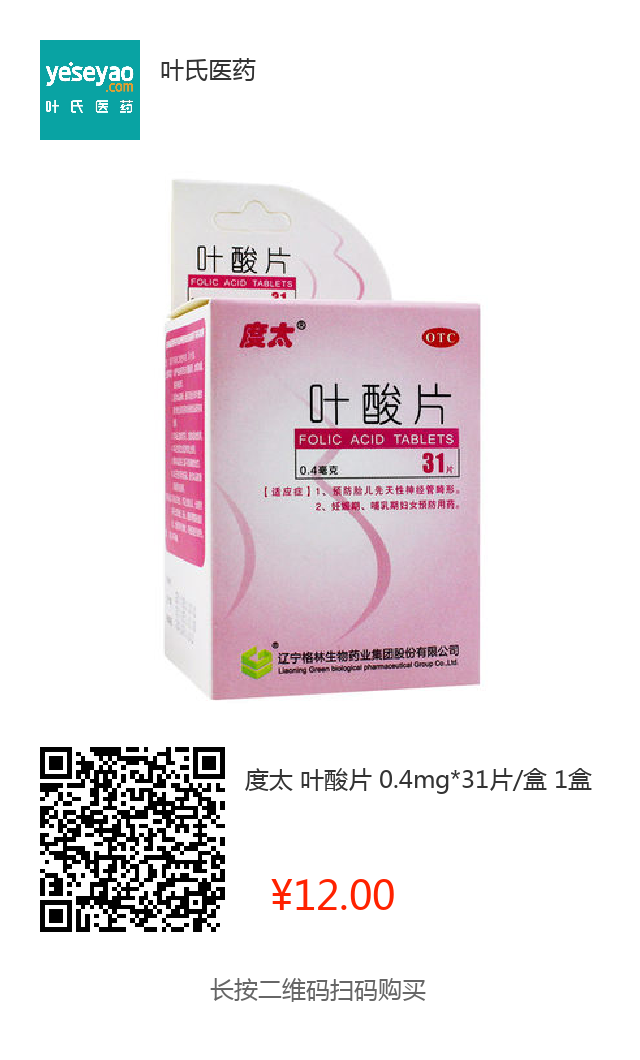 yeseyao
.com
叶氏医药
叶氏医药
叶酸片
FOLIC ACID TABLETS
31
度太®
OTC
叶酸片
FOLIC ACID TABLETS
0.4毫克
31片
【适应症】1、预防胎儿先天性神经管畸形。
2、妊娠期、哺乳期妇女预防用药。
®
辽宁格林生物药业集团股份有限公司
Liaoning Green biological pharmaceutical Group Co.,Ltd.
度太 叶酸片 0.4mg*31片/盒 1盒
¥12.00
长按二维码扫码购买